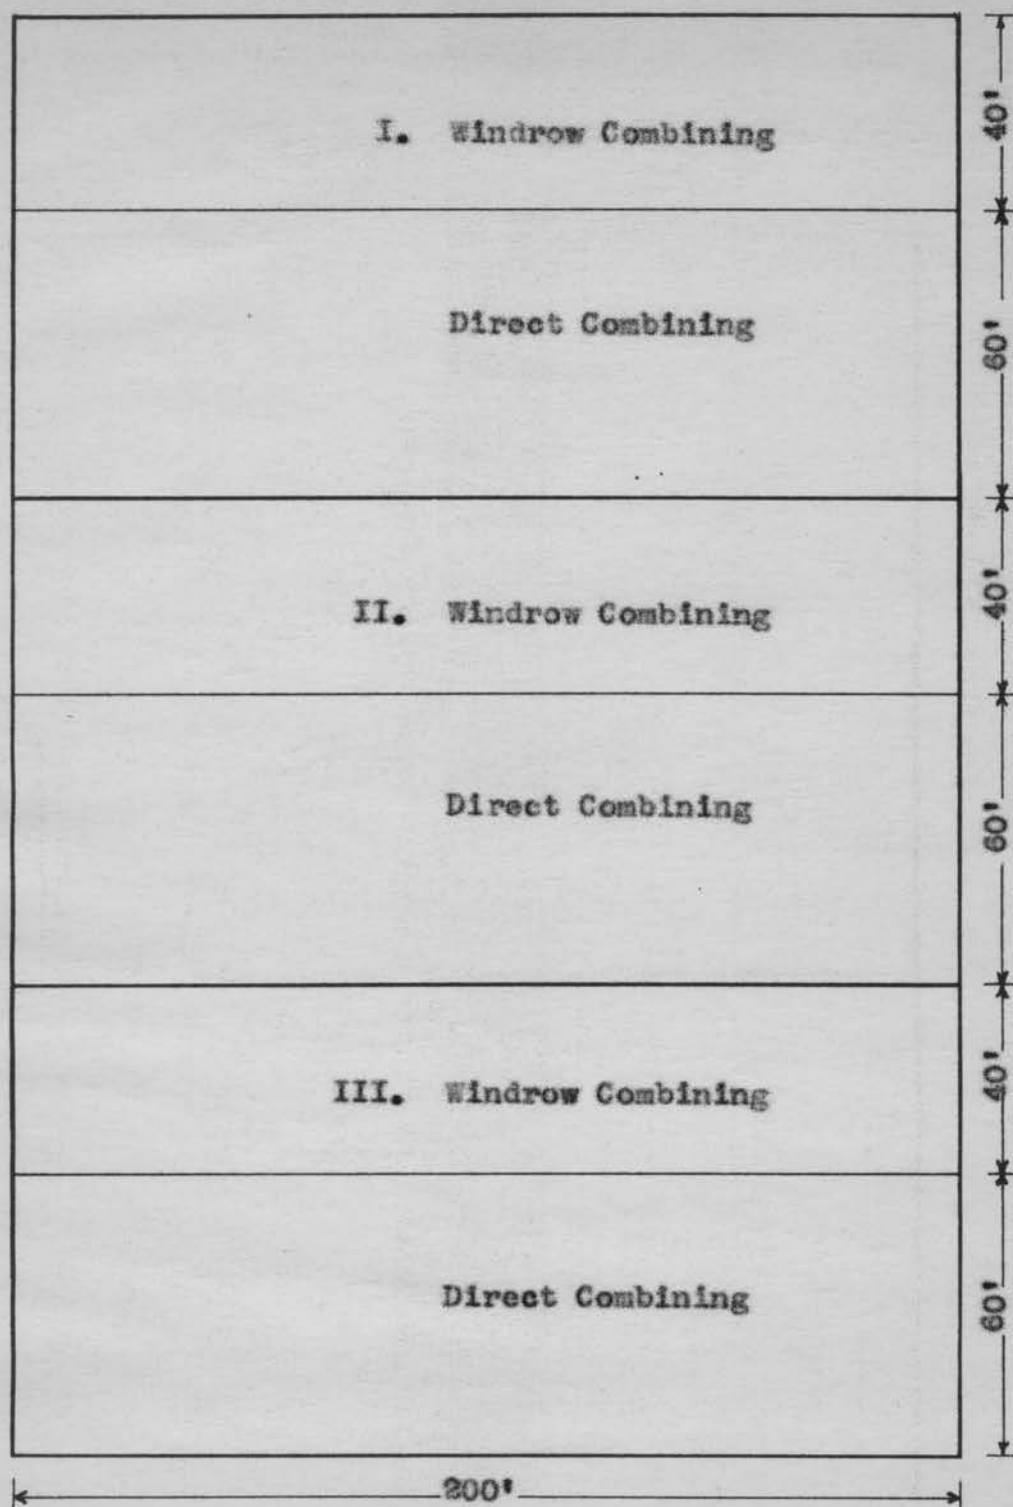 I. Windrow Combining
40'
Direct Combining
60'
II. Windrow Combining
40'
Direct Combining
60'
III. Windrow Combining
40'
Direct Combining
60'
200'